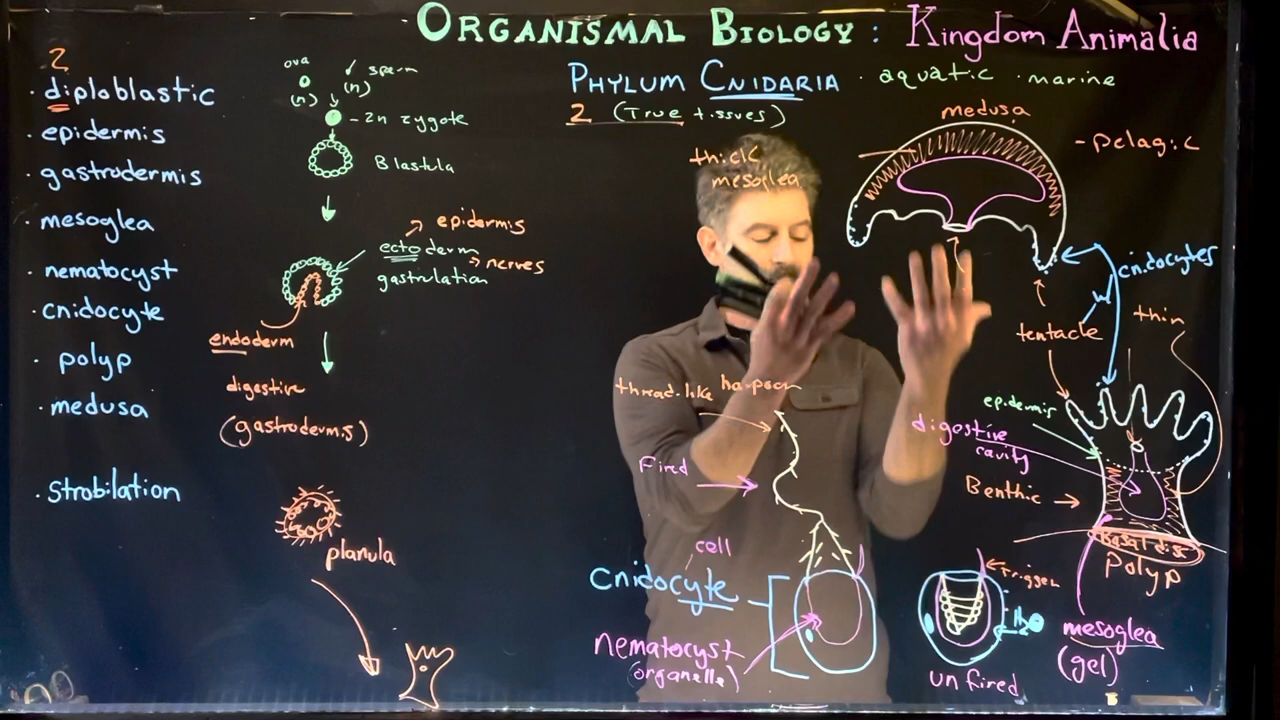 ORGANISMAL BIOLOGY : Kingdom Animalia
2
· diploblastic
· epidermis
· gastrodermis
· mesoglea
· nematocyst
· cnidocyte
· polyp
· medusa
· Strobilation
ova
(n)
sperm
(n)
- 2n zygote
Blastula
epidermis
ectoderm
nerves
gastrulation
endoderm
digestive
(gastrodermis)
planula
PHYLUM CNIDARIA · aquatic · marine
2 (True tissues)
medusa
- pelagic
thick
mesoglea
cnidocytes
tentacle
thin
epidermis
digestive
cavity
Benthic
Basal disc
Polyp
mesoglea
(gel)
thread-like harpoon
Fired
cell
cnidocyte
nematocyst
(organelle)
Trigger
H2O
unfired